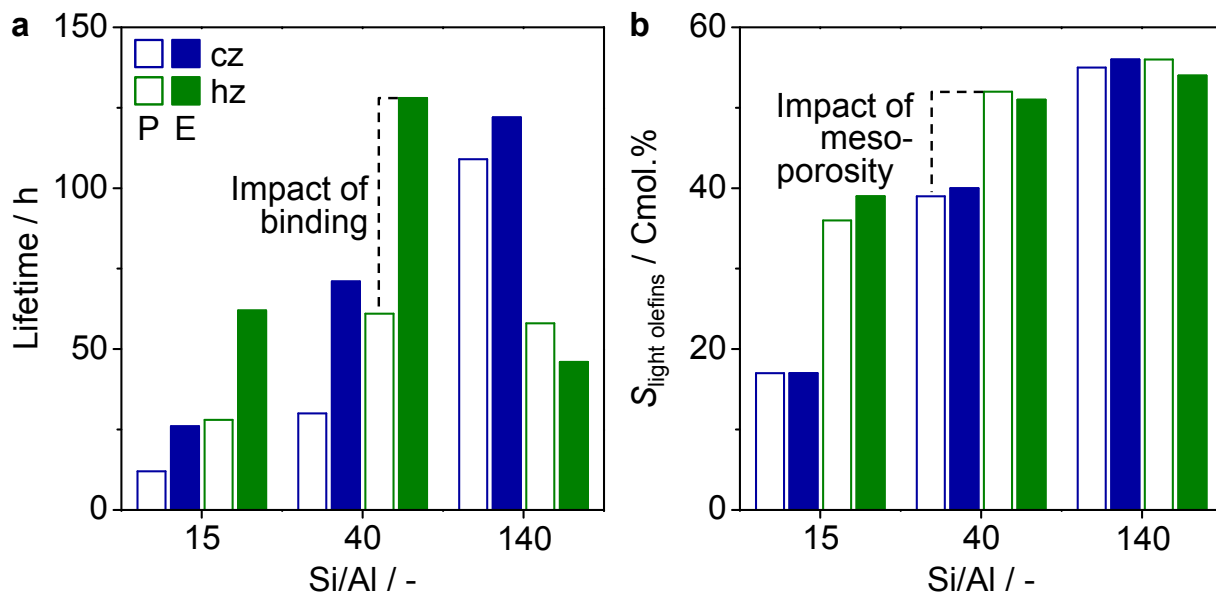 a
150
100
50
0
Lifetime / h
cz
hz
P E
Impact of
binding
15 40 140
Si/Al / -
b
60
40
20
0
S light olefins / Cmol.%
Impact of
meso-
porosity
15 40 140
Si/Al / -